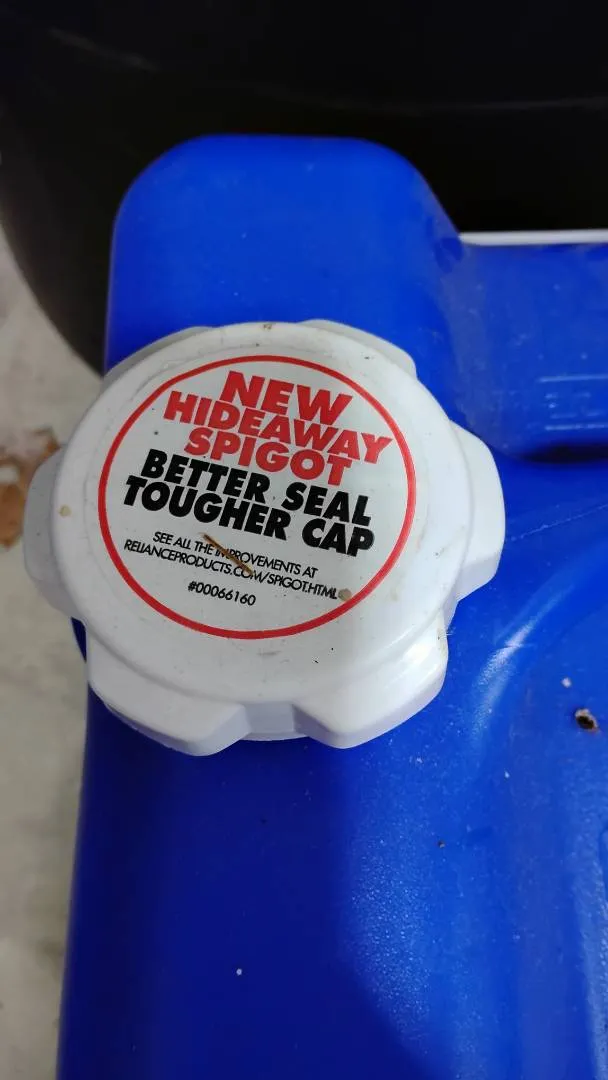 NEW
HIDEAWAY
SPIGOT
BETTER SEAL
TOUGHER CAP
SEE ALL THE IMPROVEMENTS AT
RELIANCEPRODUCTS.COM/SPIGOT.HTML
#00066160